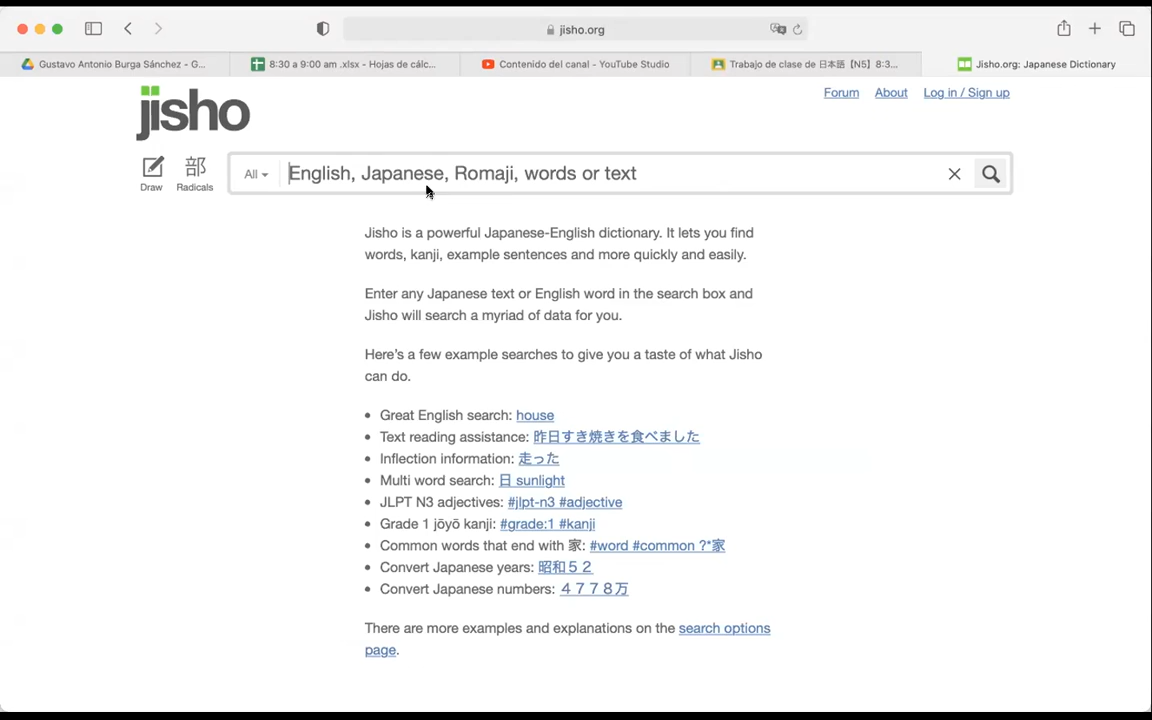 jisho.org
Gustavo Antonio Burga Sánchez - G...
8:30 a 9:00 am .xlsx - Hojas de cálc...
Contenido del canal - YouTube Studio
Trabajo de clase de 日本語【N5】8:3...
Jisho.org: Japanese Dictionary
jisho
Forum
About
Log in / Sign up
Draw
部
Radicals
All
English, Japanese, Romaji, words or text
Jisho is a powerful Japanese-English dictionary. It lets you find
words, kanji, example sentences and more quickly and easily.
Enter any Japanese text or English word in the search box and
Jisho will search a myriad of data for you.
Here's a few example searches to give you a taste of what Jisho
can do.
• Great English search: house
• Text reading assistance: 昨日すき焼きを食べました
• Inflection information: 走った
• Multi word search: 日 sunlight
• JLPT N3 adjectives: #jlpt-n3 #adjective
• Grade 1 jōyō kanji: #grade:1 #kanji
• Common words that end with 家: #word #common ?*家
• Convert Japanese years: 昭和５２
• Convert Japanese numbers: ４７７８万
There are more examples and explanations on the search options
page.